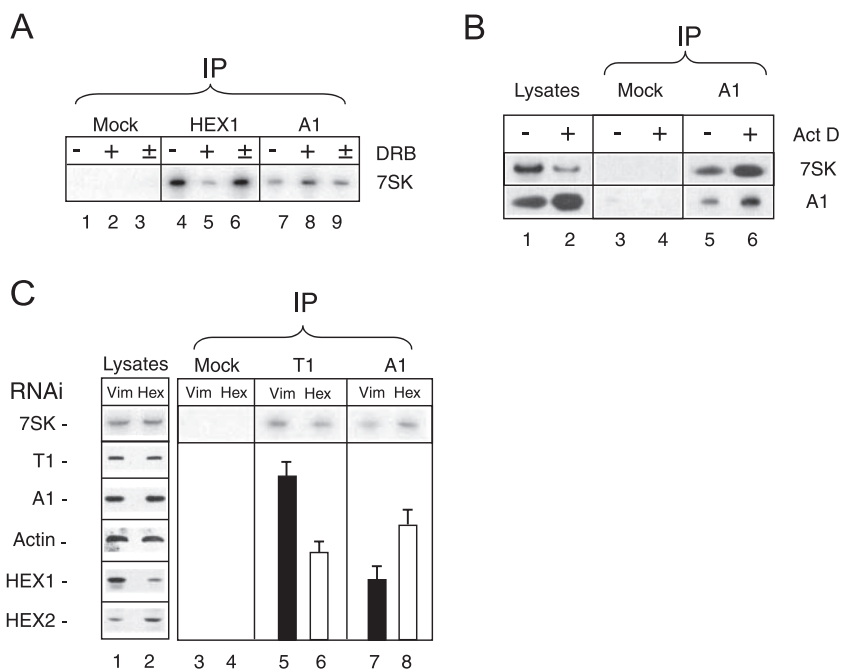 A
IP
Mock HEX1 A1
- + ± - + ± - + ± DRB
7SK
1 2 3 4 5 6 7 8 9
B
IP
Lysates Mock A1
- + - + - + Act D
7SK
A1
1 2 3 4 5 6
C
IP
Lysates Mock T1 A1
RNAi Vim Hex Vim Hex Vim Hex Vim Hex
7SK -
T1 -
A1 -
Actin -
HEX1 -
HEX2 -
1 2 3 4 5 6 7 8